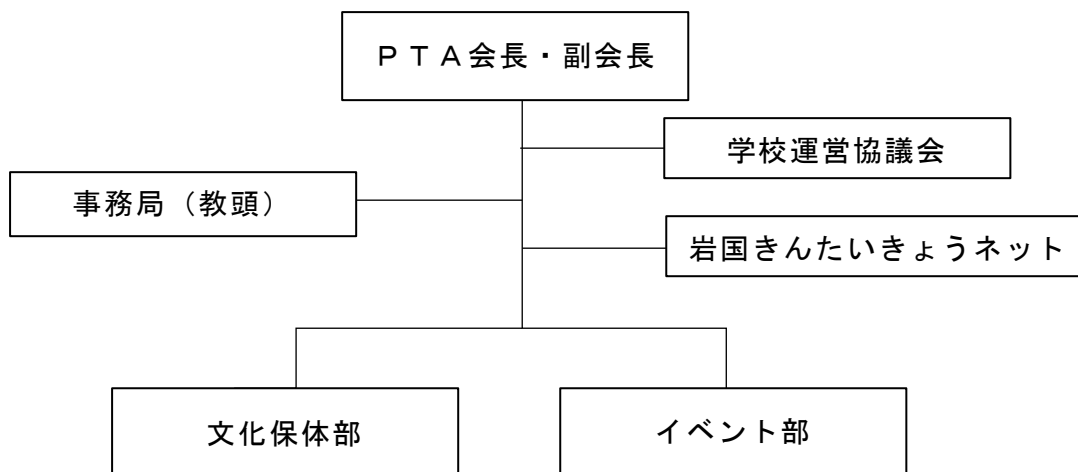 ＰＴＡ会長・副会長
学校運営協議会
事務局（教頭）
岩国きんたいきょうネット
文化保体部
イベント部